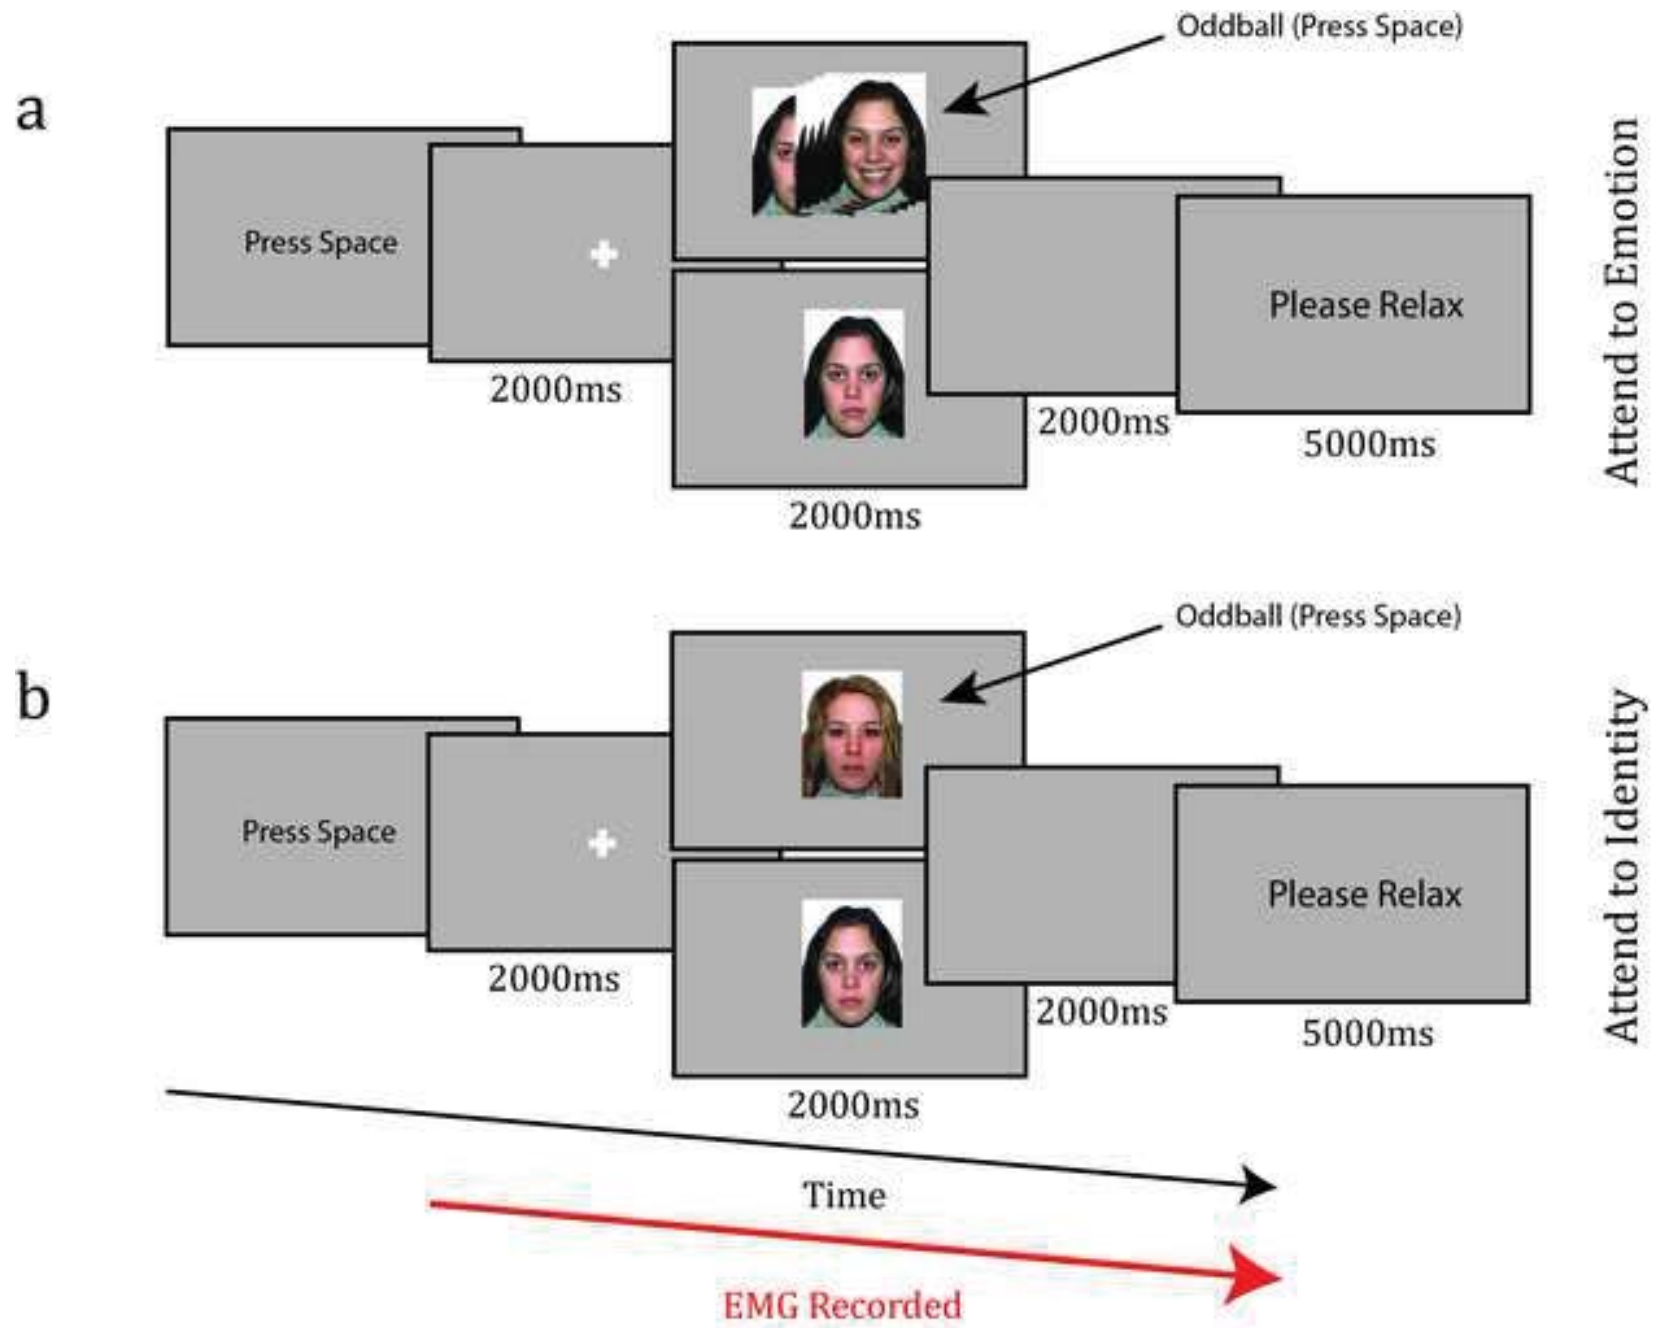 a
Oddball (Press Space)
Press Space
2000ms
2000ms
2000ms
Please Relax
5000ms
Attend to Emotion
b
Oddball (Press Space)
Press Space
2000ms
2000ms
2000ms
Please Relax
5000ms
Attend to Identity
Time
EMG Recorded